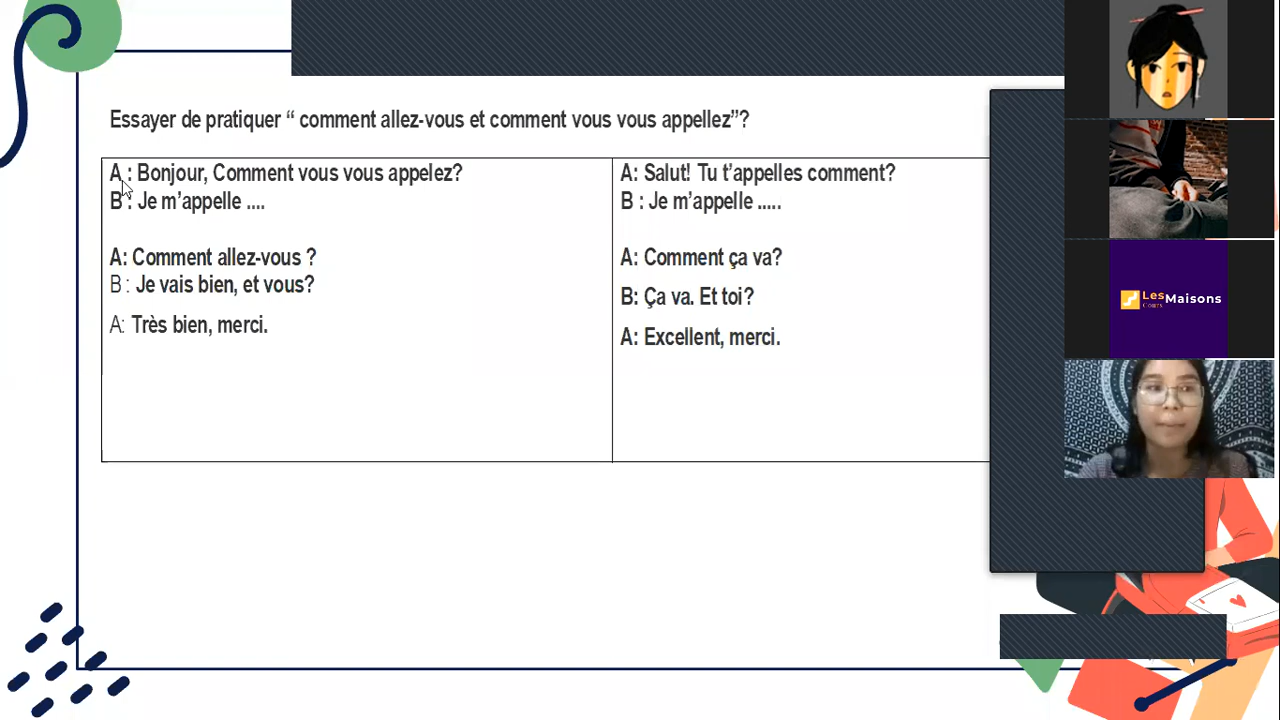 Essayer de pratiquer “ comment allez-vous et comment vous vous appellez”?
A : Bonjour, Comment vous vous appelez?
B : Je m’appelle ....
A: Comment allez-vous ?
B : Je vais bien, et vous?
A: Très bien, merci.
A: Salut! Tu t’appelles comment?
B : Je m’appelle .....
A: Comment ça va?
B: Ça va. Et toi?
A: Excellent, merci.
Les Maisons
Cours